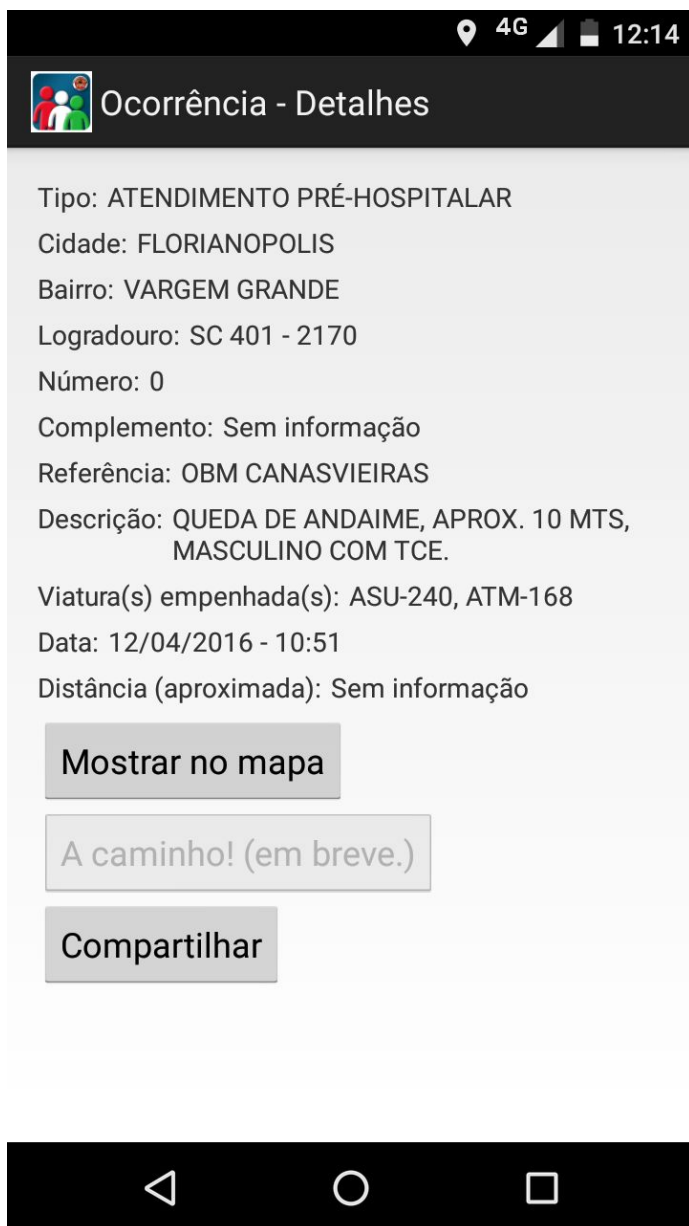 4G 12:14
Ocorrência - Detalhes
Tipo: ATENDIMENTO PRÉ-HOSPITALAR
Cidade: FLORIANOPOLIS
Bairro: VARGEM GRANDE
Logradouro: SC 401 - 2170
Número: 0
Complemento: Sem informação
Referência: OBM CANASVIEIRAS
Descrição: QUEDA DE ANDAIME, APROX. 10 MTS,
MASCULINO COM TCE.
Viatura(s) empenhada(s): ASU-240, ATM-168
Data: 12/04/2016 - 10:51
Distância (aproximada): Sem informação
Mostrar no mapa
A caminho! (em breve.)
Compartilhar